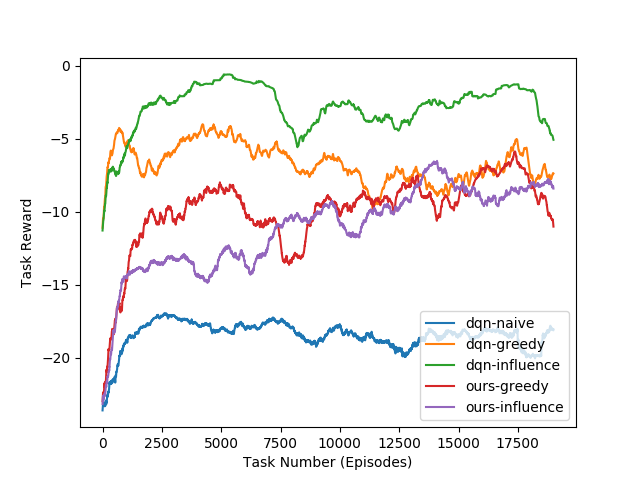 0
−5
−10
−15
−20
Task Reward
dqn-naive
dqn-greedy
dqn-influence
ours-greedy
ours-influence
0 2500 5000 7500 10000 12500 15000 17500
Task Number (Episodes)